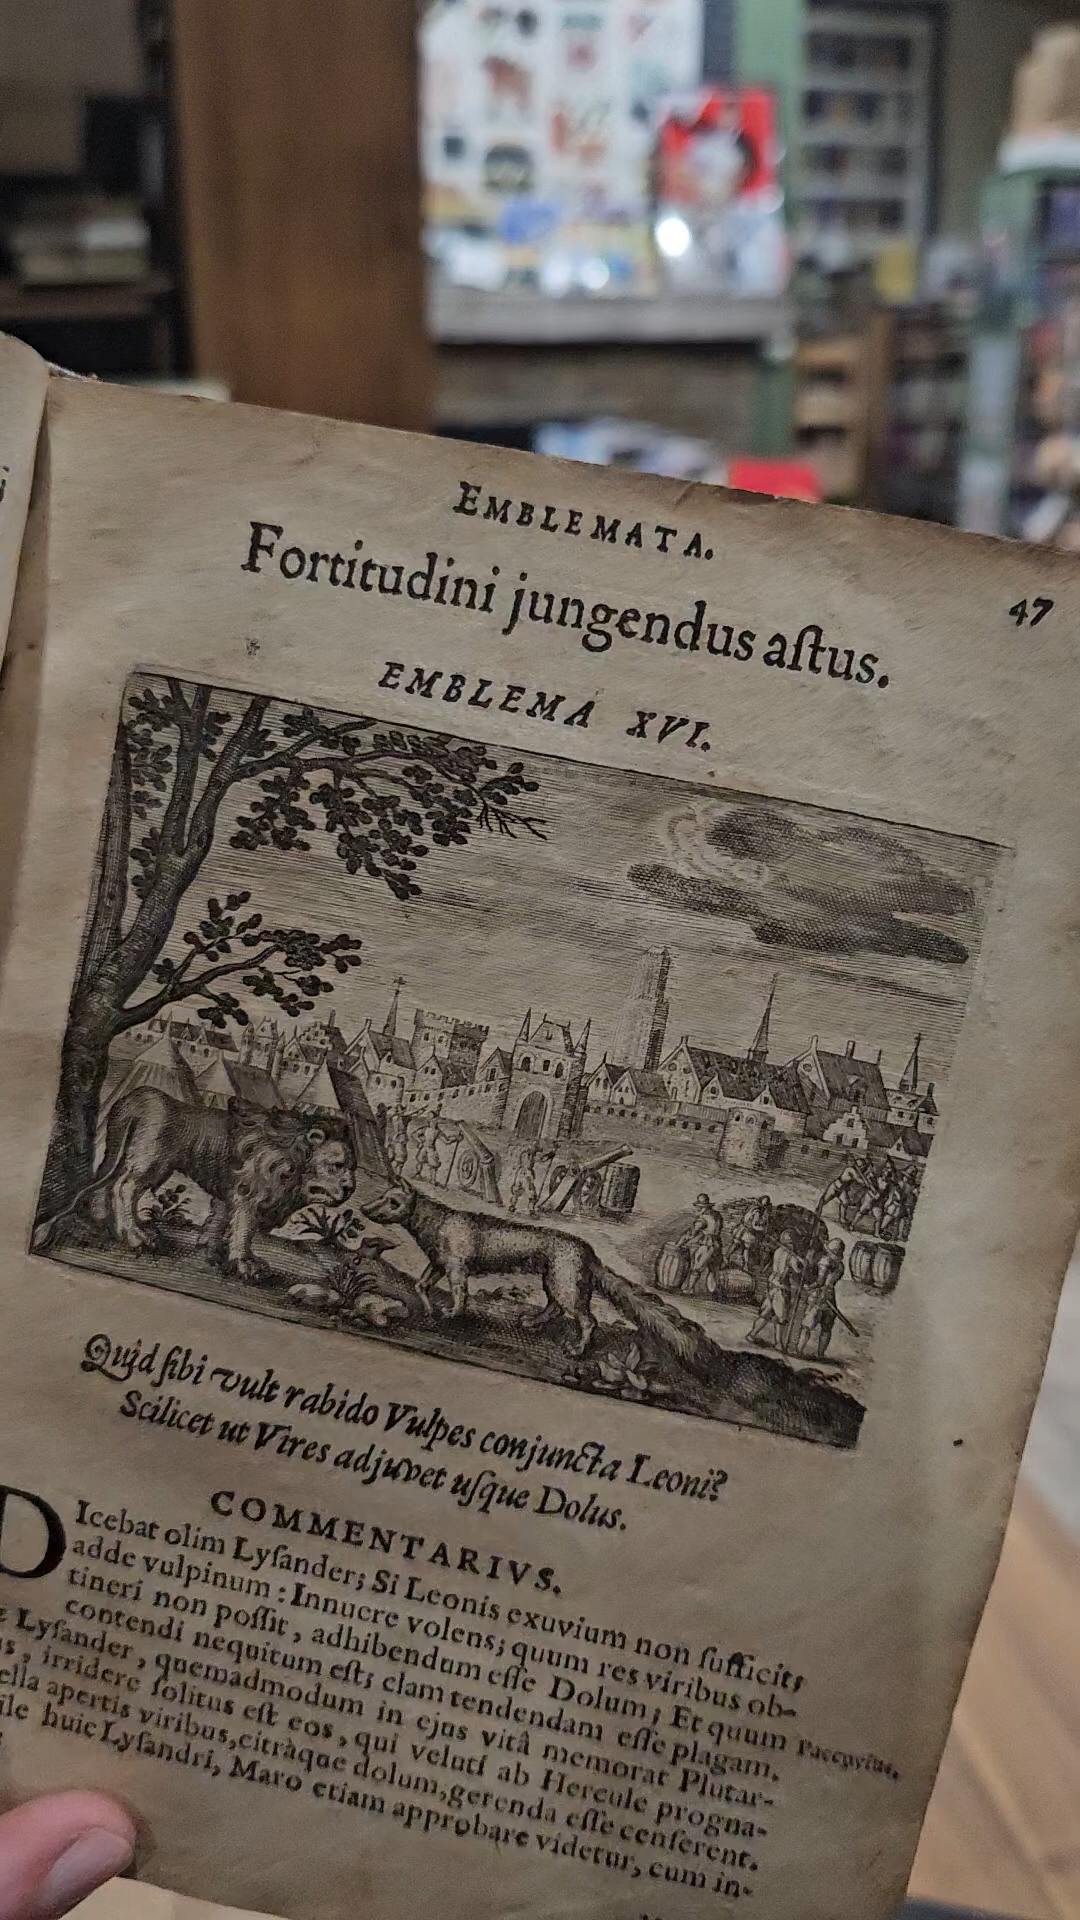 EMBLEMATA.
47
Fortitudini jungendus aſtus.
EMBLEMA XVI.
Quid ſibi vult rabido Vulpes conjuncta Leoni?
Scilicet ut Vires adjuvet uſque Dolus.
COMMENTARIVS.
DIcebat olim Lyſander; Si Leonis exuvium non ſufficit;
adde vulpinum: Innuere volens; quum res viribus ob-
tineri non poſſit, adhibendum eſſe Dolum; Et quum
contendi nequitum eſt; clam tendendam eſſe plagam.
Lyſander, quemadmodum in ejus vitâ memorat Plutar-
irridere ſolitus eſt eos, qui veluti ab Hercule progna-
apertis viribus, citràque dolum, gerenda eſſe cenſerent.
huic Lyſandri, Maro etiam approbare videtur, cum in-